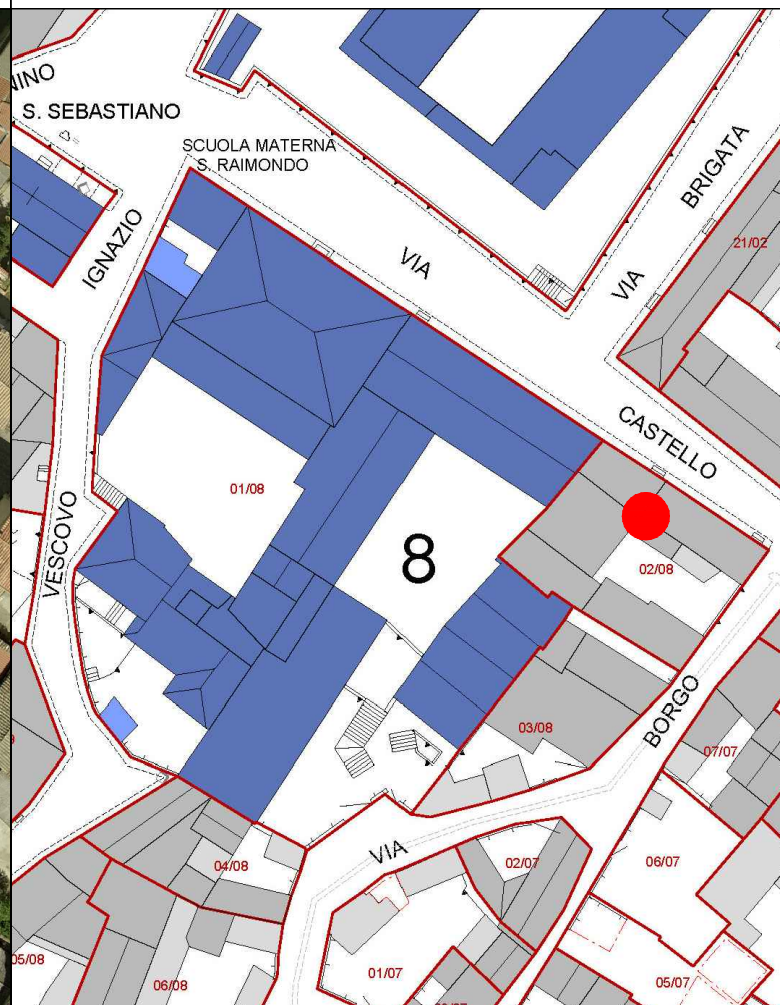 S. SEBASTIANO
SCUOLA MATERNA
S. RAIMONDO
IGNAZIO
VIA
BRIGATA
VIA
21/02
CASTELLO
01/08
VESCOVO
8
02/08
BORGO
03/08
07/07
VIA
04/08
02/07
06/07
05/08
06/08
01/07
05/07